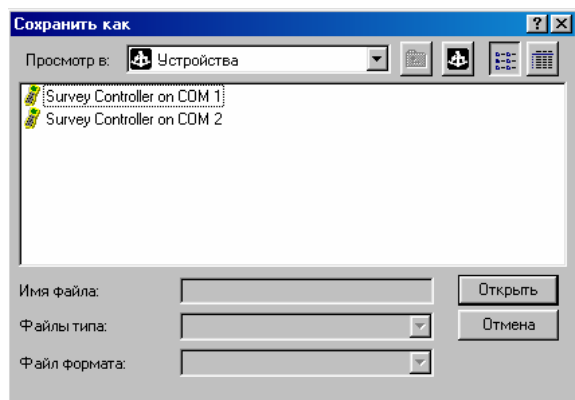 Сохранить как
Просмотр в: Устройства
Survey Controller on COM 1
Survey Controller on COM 2
Имя файла:
Открыть
Файлы типа:
Отмена
Файл формата: